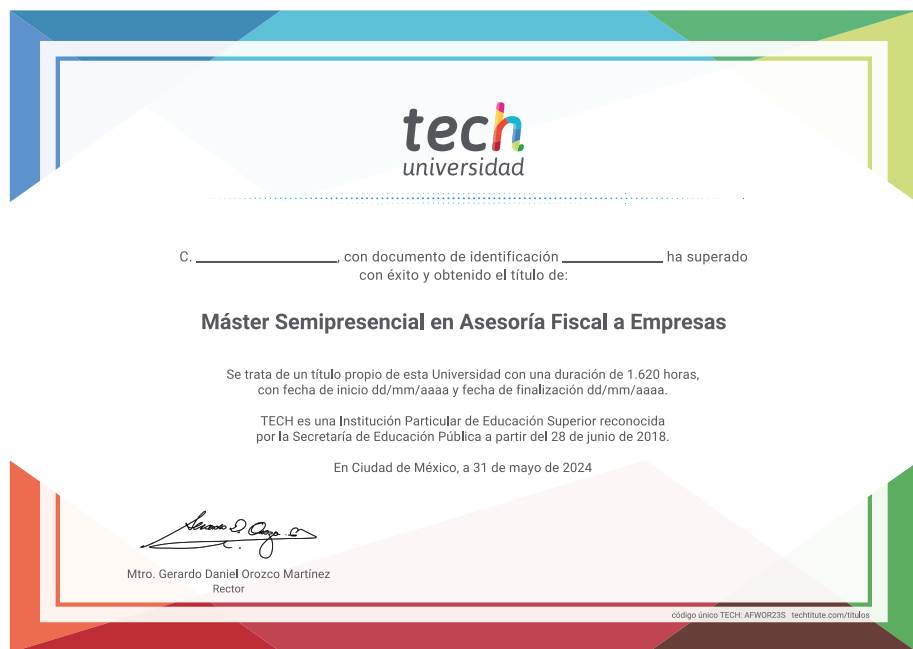 tech
universidad
C. ____________, con documento de identificación ____________ ha superado
con éxito y obtenido el título de:
Máster Semipresencial en Asesoría Fiscal a Empresas
Se trata de un título propio de esta Universidad con una duración de 1.620 horas,
con fecha de inicio dd/mm/aaaa y fecha de finalización dd/mm/aaaa.
TECH es una Institución Particular de Educación Superior reconocida
por la Secretaría de Educación Pública a partir del 28 de junio de 2018.
En Ciudad de México, a 31 de mayo de 2024
Mtro. Gerardo Daniel Orozco Martínez
Rector
código único TECH: AFWOR23S techtitute.com/titulos